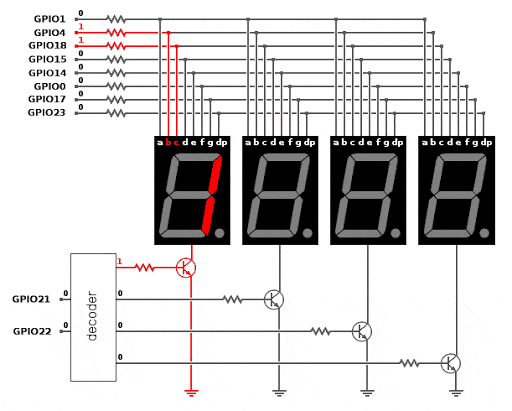 GPIO1 0
GPIO4 1
GPIO18 1
GPIO15 0
GPIO14 0
GPIO0 0
GPIO17 0
GPIO23 0
a b c d e f g dp a b c d e f g dp a b c d e f g dp a b c d e f g dp
decoder
1
GPIO21 0 0
GPIO22 0 0
0